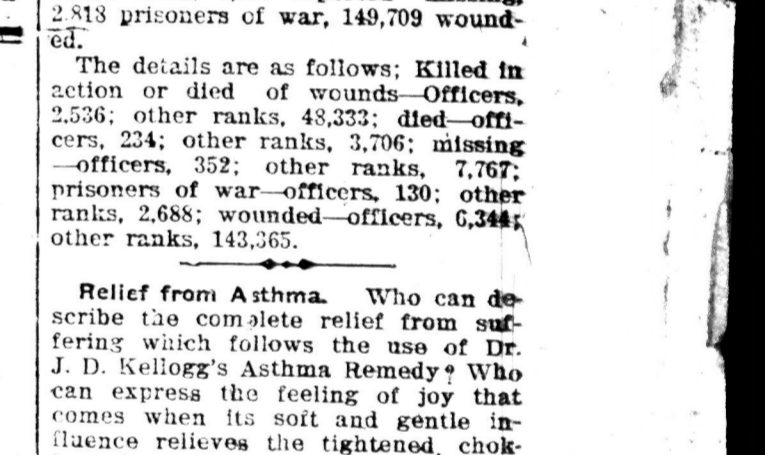 2,818 prisoners of war, 149,709 wound-
ed.
The details are as follows; Killed in
action or died of wounds—Officers,
2,536; other ranks, 48,333; died—offi-
cers, 234; other ranks, 3,706; missing
—officers, 352; other ranks, 7,767;
prisoners of war—officers, 130; other
ranks, 2,688; wounded—officers, 6,344;
other ranks, 143,365.
Relief from Asthma. Who can de-
scribe the complete relief from suf-
fering which follows the use of Dr.
J. D. Kellogg's Asthma Remedy? Who
can express the feeling of joy that
comes when its soft and gentle in-
fluence relieves the tightened, chok-